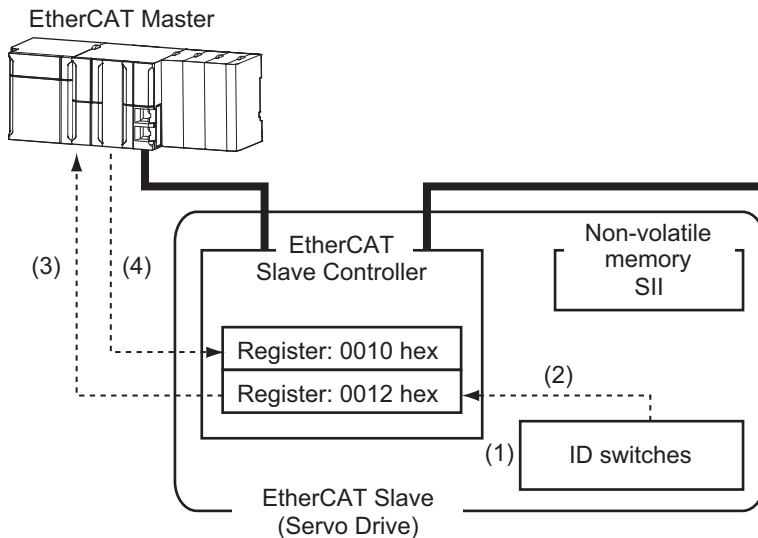 EtherCAT Master
(3)
(4)
EtherCAT
Slave Controller
Non-volatile
memory
SII
Register: 0010 hex
Register: 0012 hex
(2)
(1)
ID switches
EtherCAT Slave
(Servo Drive)